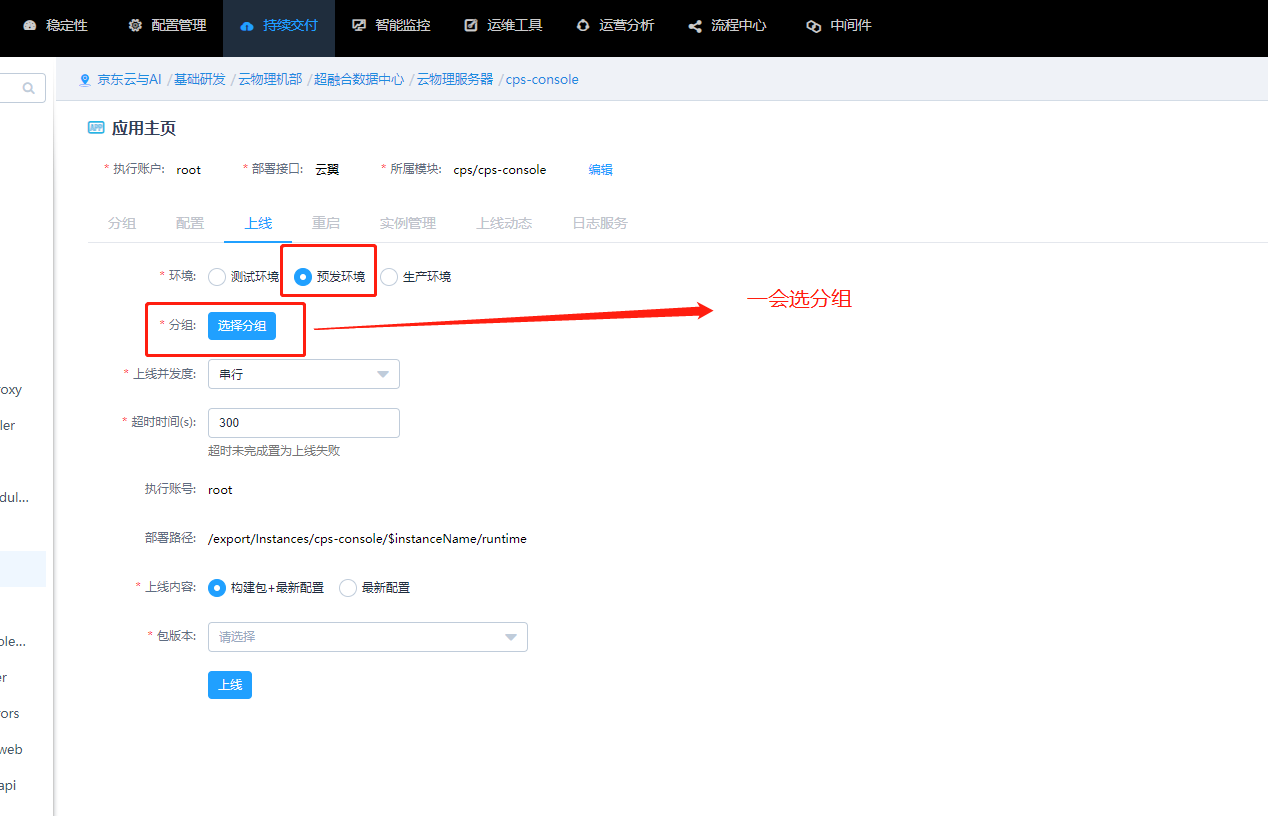 稳定性 配置管理 持续交付 智能监控 运维工具 运营分析 流程中心 中间件
京东云与AI / 基础研发 / 云物理机部 / 超融合数据中心 / 云物理服务器 / cps-console
APP 应用主页
* 执行账户: root * 部署接口: 云翼 * 所属模块: cps/cps-console 编辑
分组 配置 上线 重启 实例管理 上线动态 日志服务
* 环境: 测试环境 预发环境 生产环境
一会选分组
* 分组: 选择分组
* 上线并发度: 串行
oxy
* 超时时间(s): 300
ler
超时未完成置为上线失败
执行账号: root
dul...
部署路径: /export/Instances/cps-console/$instanceName/runtime
* 上线内容: 构建包+最新配置 最新配置
* 包版本: 请选择
ole...
er
上线
ors
web
api